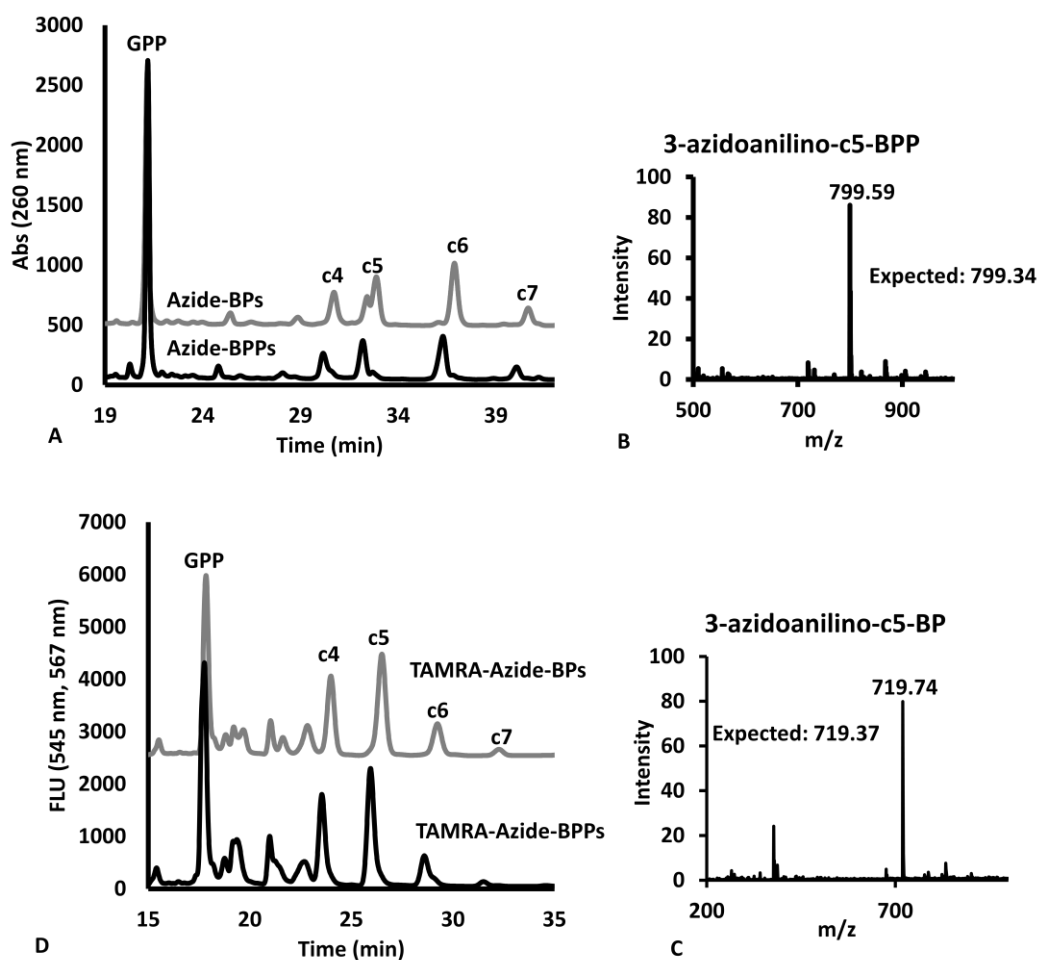 3000
2500
2000
1500
1000
500
0
Abs (260 nm)
GPP
c4
c5
c6
c7
Azide-BPs
Azide-BPPs
19 24 29 34 39
Time (min)
A
3-azidoanilino-c5-BPP
100
80
60
40
20
0
Intensity
799.59
Expected: 799.34
500 700 900
m/z
B
7000
6000
5000
4000
3000
2000
1000
0
FLU (545 nm, 567 nm)
GPP
c4
c5
c6
c7
TAMRA-Azide-BPs
TAMRA-Azide-BPPs
15 20 25 30 35
Time (min)
D
3-azidoanilino-c5-BP
100
80
60
40
20
0
Intensity
719.74
Expected: 719.37
200 700
m/z
C